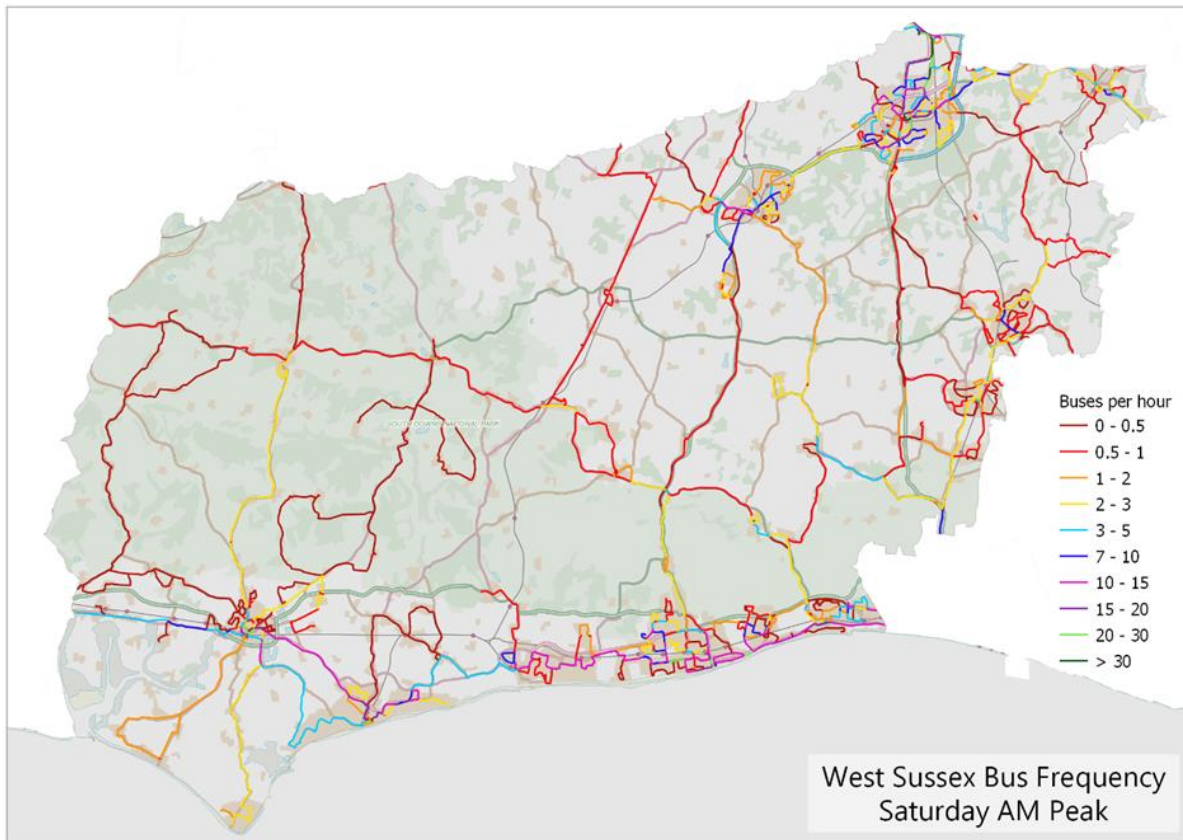 SOUTH DOWNS NATIONAL PARK
Buses per hour
0 - 0.5
0.5 - 1
1 - 2
2 - 3
3 - 5
7 - 10
10 - 15
15 - 20
20 - 30
> 30
West Sussex Bus Frequency
Saturday AM Peak